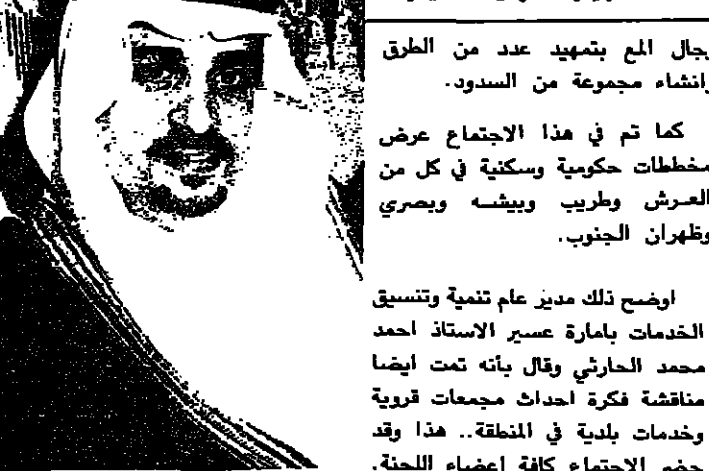 رجال المع بتمهيد عدد من الطرق
وانشاء مجموعة من السدود.
كما تم في هذا الاجتماع عرض
مخططات حكومية وسكنية في كل من
العرش وطريب وبيشه وبصري
وظهران الجنوب.
اوضح ذلك مدير عام تنمية وتنسيق
الخدمات بامارة عسير الاستاذ احمد
محمد الحارثي وقال بأنه تمت ايضا
مناقشة فكرة احداث مجمعات قروية
وخدمات بلدية في المنطقة.. هذا وقد
حضر الاجتماع كافة اعضاء اللجنة.